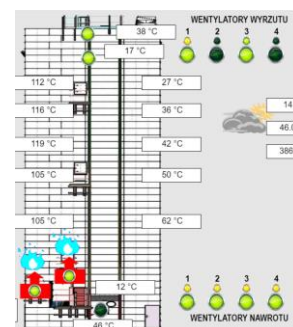 WENTYLATORY WYRZUTU
38 °C
1 2 3 4
17 °C
112 °C 27 °C
116 °C 36 °C
119 °C 42 °C
105 °C 50 °C
105 °C 62 °C
14
46.0
386
12 °C
1 2 3 4
46 °C
WENTYLATORY NAWROTU